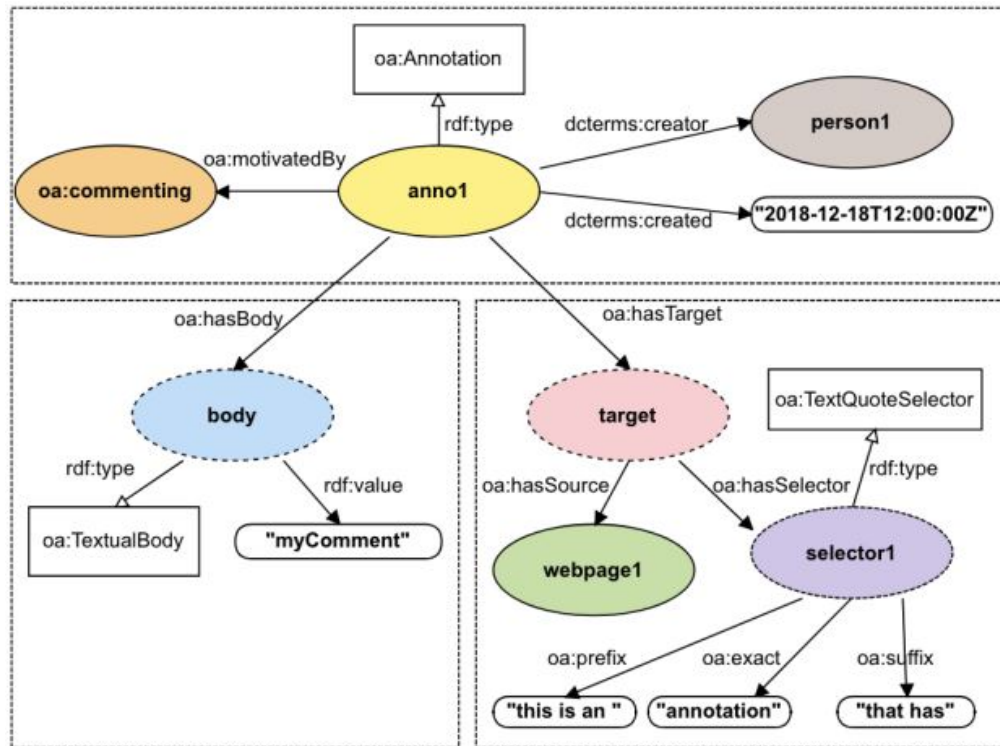 oa:Annotation
rdf:type
dcterms:creator
person1
oa:motivatedBy
oa:commenting
anno1
dcterms:created
"2018-12-18T12:00:00Z"
oa:hasBody
oa:hasTarget
body
rdf:type
rdf:value
oa:TextualBody
"myComment"
target
oa:TextQuoteSelector
rdf:type
oa:hasSource
oa:hasSelector
webpage1
selector1
oa:prefix
oa:exact
oa:suffix
"this is an "
"annotation"
"that has"